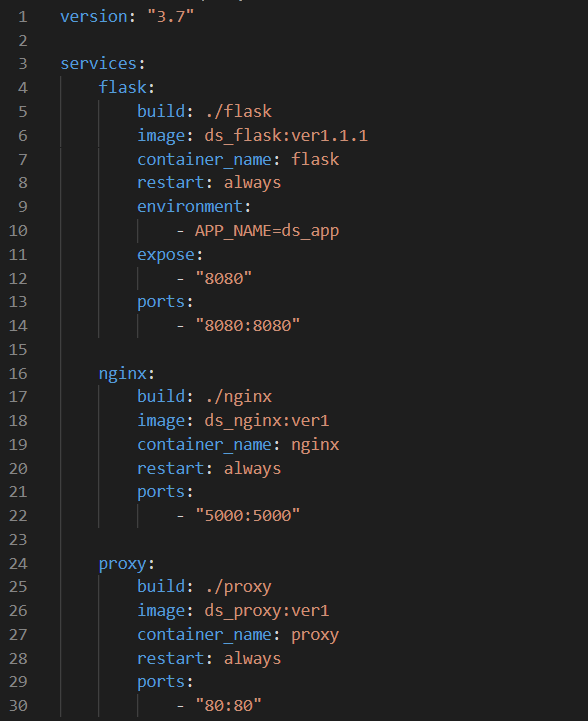 1 version: "3.7"
2
3 services:
4     flask:
5         build: ./flask
6         image: ds_flask:ver1.1.1
7         container_name: flask
8         restart: always
9         environment:
10             - APP_NAME=ds_app
11         expose:
12             - "8080"
13         ports:
14             - "8080:8080"
15
16     nginx:
17         build: ./nginx
18         image: ds_nginx:ver1
19         container_name: nginx
20         restart: always
21         ports:
22             - "5000:5000"
23
24     proxy:
25         build: ./proxy
26         image: ds_proxy:ver1
27         container_name: proxy
28         restart: always
29         ports:
30             - "80:80"